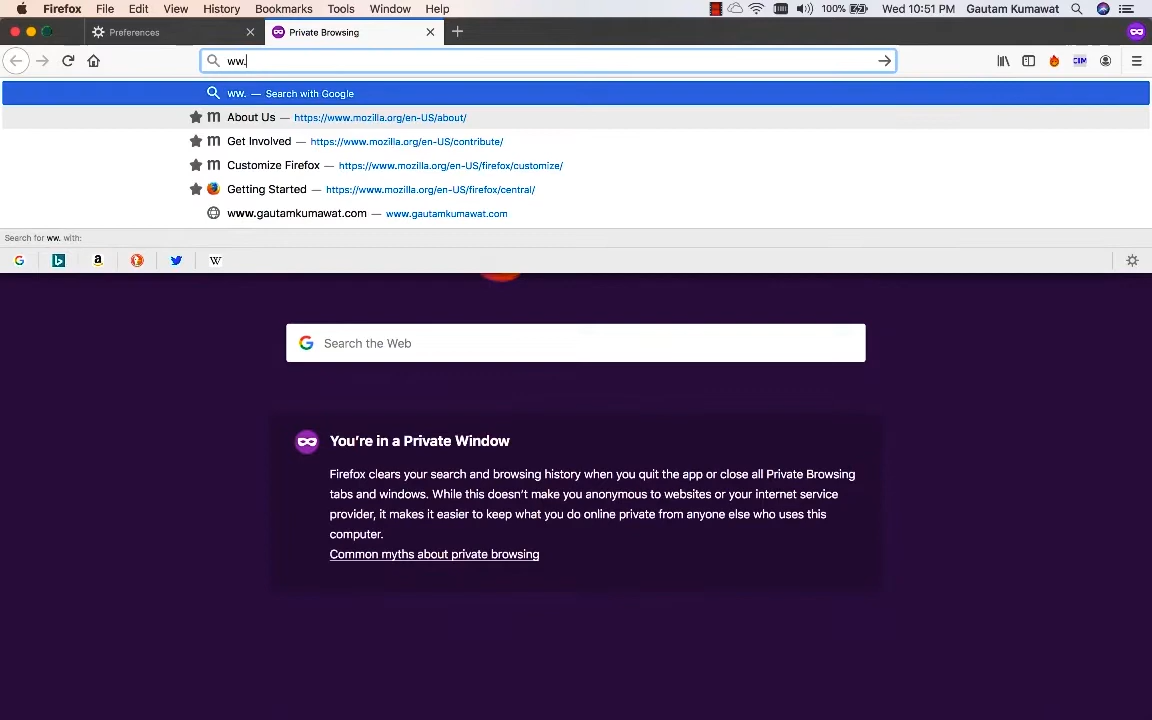 Firefox File Edit View History Bookmarks Tools Window Help 100% Wed 10:51 PM Gautam Kumawat
Preferences Private Browsing
ww. CIM
ww. — Search with Google
About Us — https://www.mozilla.org/en-US/about/
Get Involved — https://www.mozilla.org/en-US/contribute/
Customize Firefox — https://www.mozilla.org/en-US/firefox/customize/
Getting Started — https://www.mozilla.org/en-US/firefox/central/
www.gautamkumawat.com — www.gautamkumawat.com
Search for ww. with:
Search the Web
You're in a Private Window
Firefox clears your search and browsing history when you quit the app or close all Private Browsing
tabs and windows. While this doesn't make you anonymous to websites or your internet service
provider, it makes it easier to keep what you do online private from anyone else who uses this
computer.
Common myths about private browsing